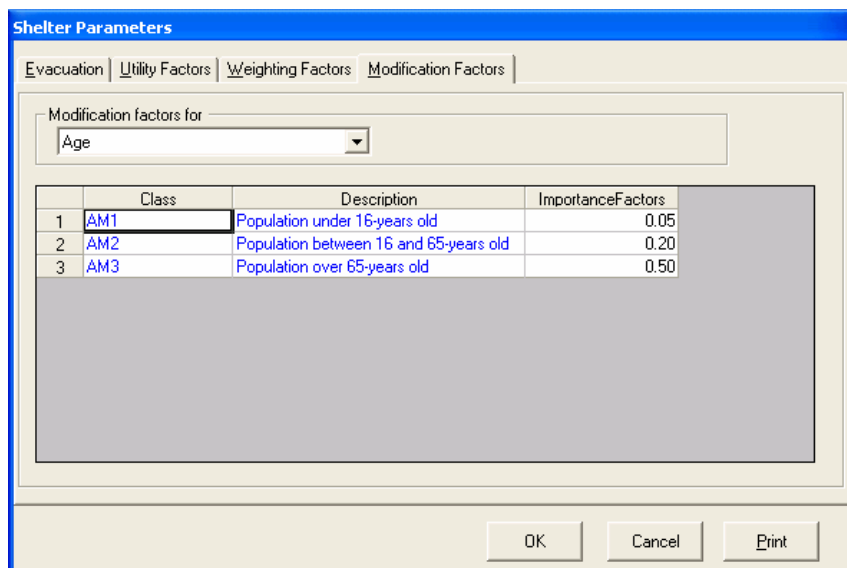 Shelter Parameters
Evacuation Utility Factors Weighting Factors Modification Factors
Modification factors for
Age
Class Description ImportanceFactors
1 AM1 Population under 16-years old 0.05
2 AM2 Population between 16 and 65-years old 0.20
3 AM3 Population over 65-years old 0.50
OK Cancel Print